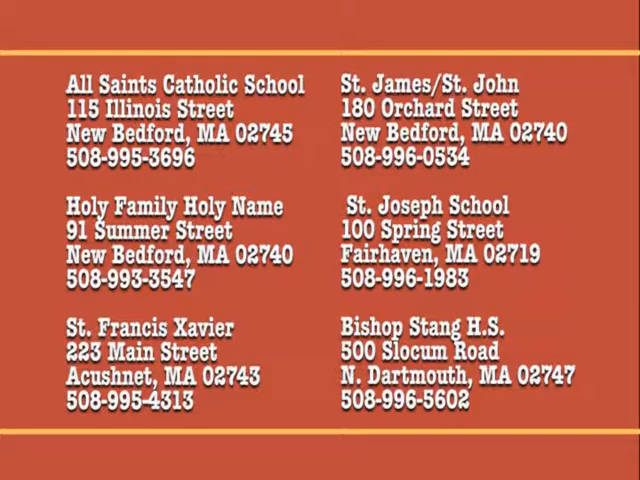 All Saints Catholic School
115 Illinois Street
New Bedford, MA 02745
508-995-3696
Holy Family Holy Name
91 Summer Street
New Bedford, MA 02740
508-993-3547
St. Francis Xavier
223 Main Street
Acushnet, MA 02743
508-995-4313
St. James/St. John
180 Orchard Street
New Bedford, MA 02740
508-996-0534
St. Joseph School
100 Spring Street
Fairhaven, MA 02719
508-996-1983
Bishop Stang H.S.
500 Slocum Road
N. Dartmouth, MA 02747
508-996-5602